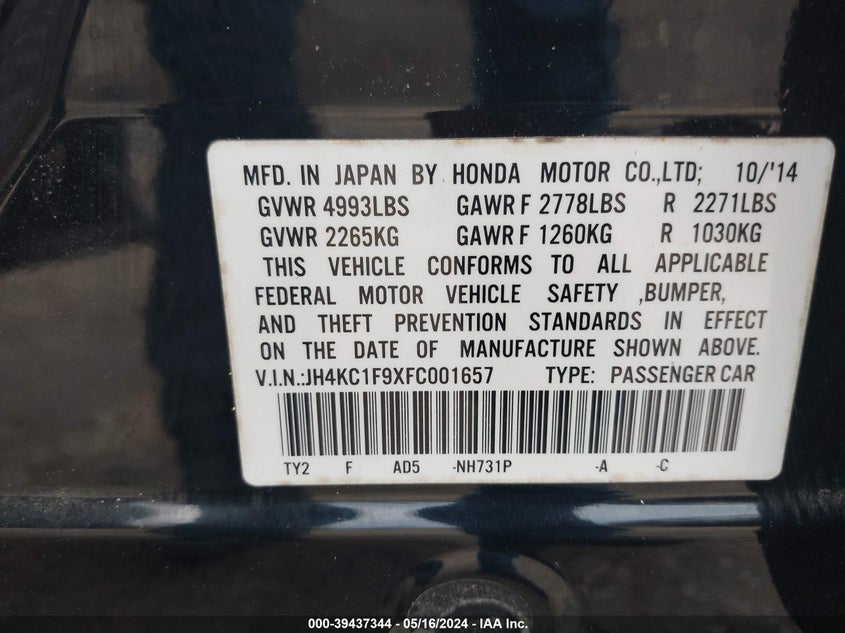 MFD. IN JAPAN BY HONDA MOTOR CO.,LTD; 10/'14
GVWR 4993LBS GAWR F 2778LBS R 2271LBS
GVWR 2265KG GAWR F 1260KG R 1030KG
THIS VEHICLE CONFORMS TO ALL APPLICABLE
FEDERAL MOTOR VEHICLE SAFETY ,BUMPER,
AND THEFT PREVENTION STANDARDS IN EFFECT
ON THE DATE OF MANUFACTURE SHOWN ABOVE.
V.I.N.:JH4KC1F9XFC001657 TYPE: PASSENGER CAR
TY2 F AD5 -NH731P -A -C
000-39437344 — 05/16/2024 — IAA Inc.